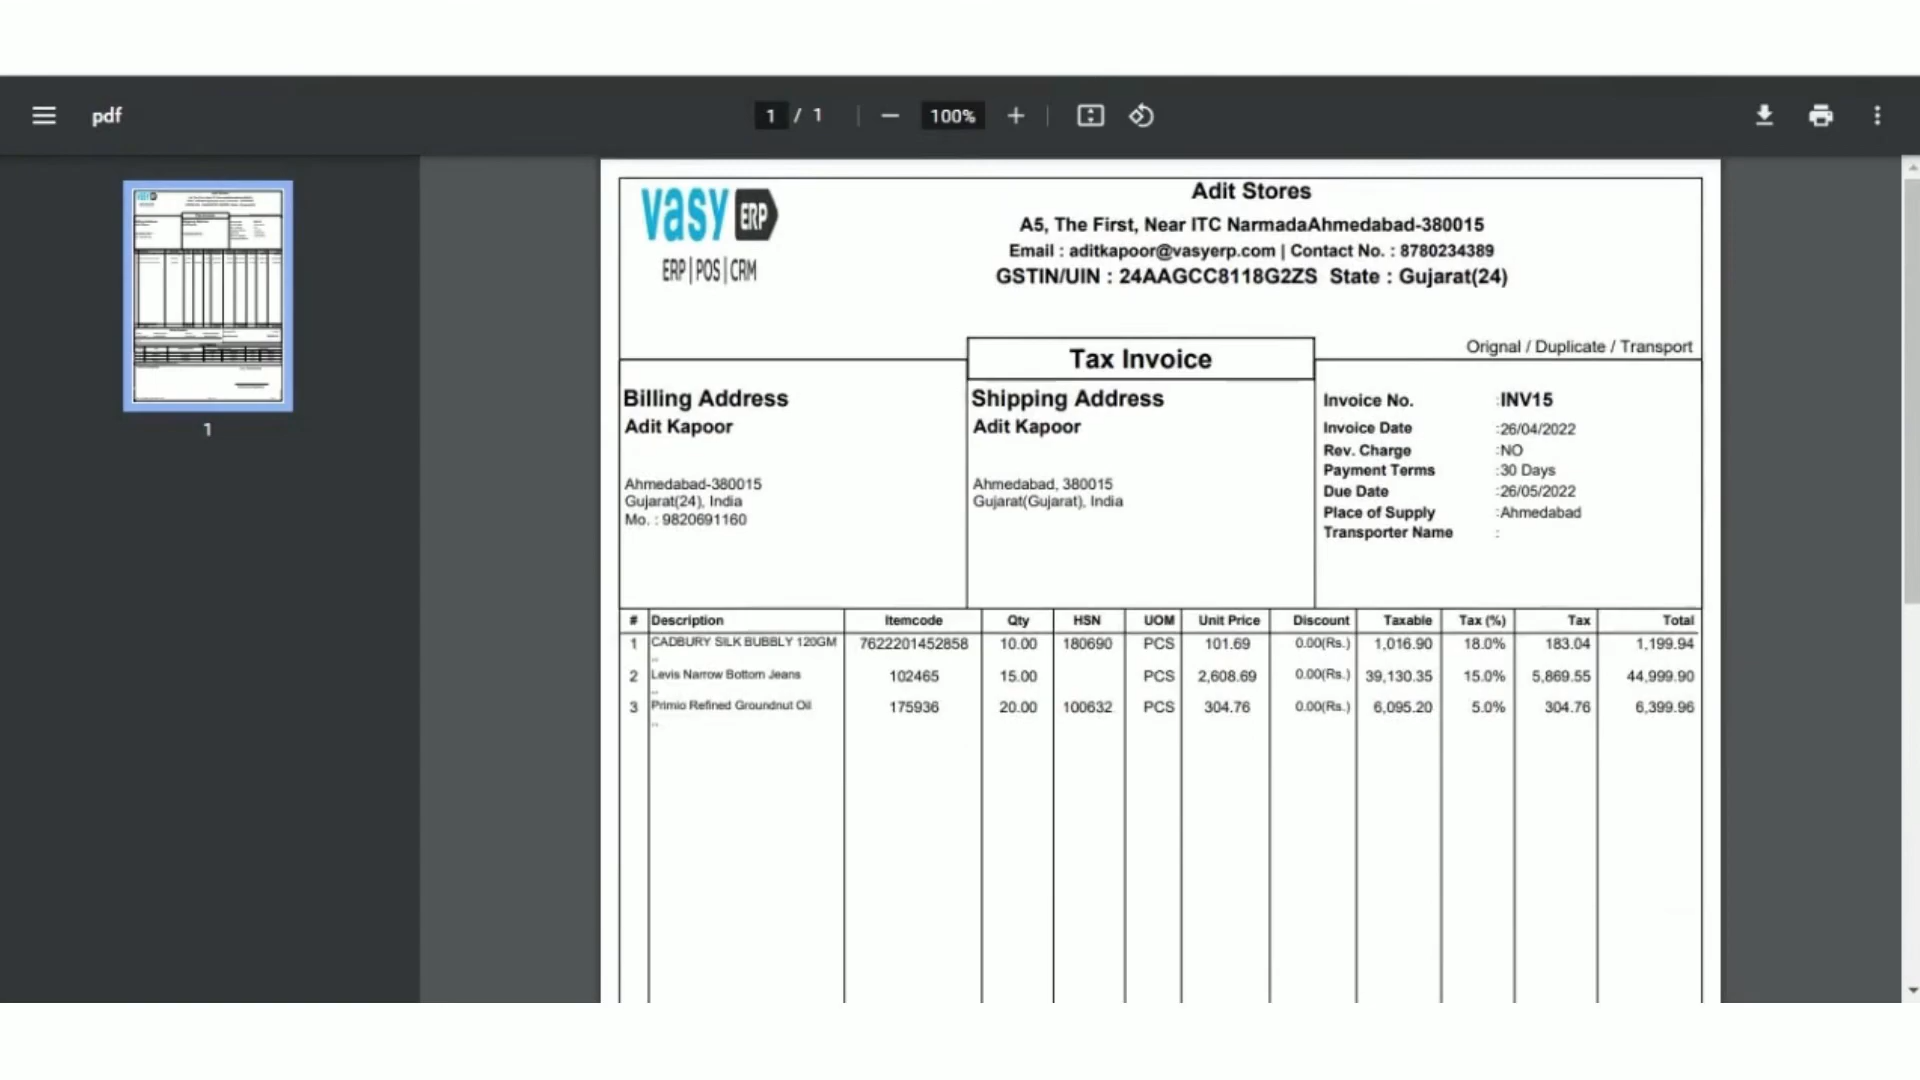 pdf
1 / 1
100%
1
vasy ERP
ERP|POS|CRM
Adit Stores
A5, The First, Near ITC NarmadaAhmedabad-380015
Email : aditkapoor@vasyerp.com | Contact No. : 8780234389
GSTIN/UIN : 24AAGCC8118G2ZS State : Gujarat(24)
Orignal / Duplicate / Transport
Tax Invoice
Billing Address
Adit Kapoor
Ahmedabad-380015
Gujarat(24), India
Mo. : 9820691160
Shipping Address
Adit Kapoor
Ahmedabad, 380015
Gujarat(Gujarat), India
Invoice No. :INV15
Invoice Date :26/04/2022
Rev. Charge :NO
Payment Terms :30 Days
Due Date :26/05/2022
Place of Supply :Ahmedabad
Transporter Name :
# Description Itemcode Qty HSN UOM Unit Price Discount Taxable Tax (%) Tax Total
1 CADBURY SILK BUBBLY 120GM 7622201452858 10.00 180690 PCS 101.69 0.00(Rs.) 1,016.90 18.0% 183.04 1,199.94
..
2 Levis Narrow Bottom Jeans 102465 15.00 PCS 2,608.69 0.00(Rs.) 39,130.35 15.0% 5,869.55 44,999.90
..
3 Primio Refined Groundnut Oil 175936 20.00 100632 PCS 304.76 0.00(Rs.) 6,095.20 5.0% 304.76 6,399.96
..